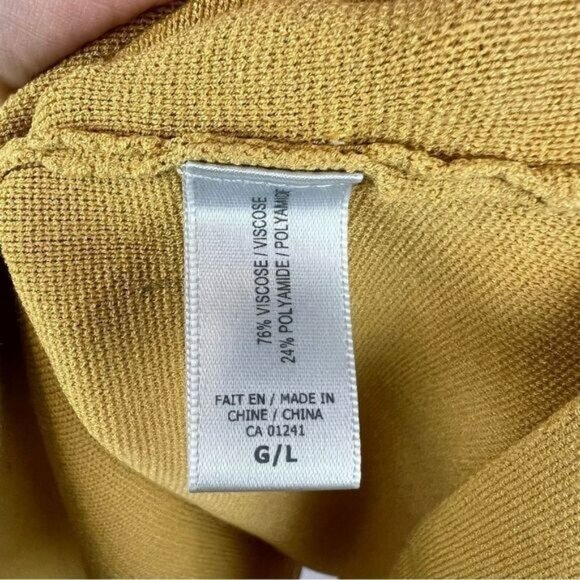 76% VISCOSE / VISCOSE
24% POLYAMIDE / POLYAMIDE
FAIT EN / MADE IN
CHINE / CHINA
CA 01241
G/L